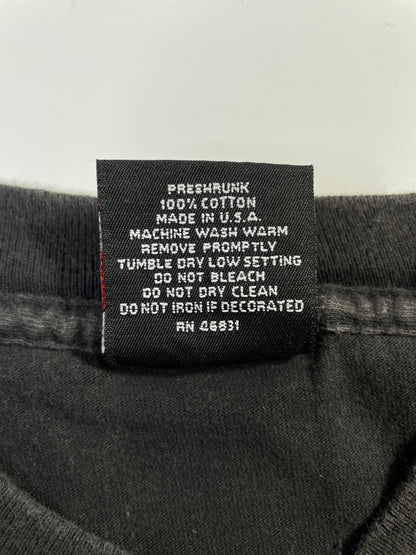 PRESHRUNK
100% COTTON
MADE IN U.S.A.
MACHINE WASH WARM
REMOVE PROMPTLY
TUMBLE DRY LOW SETTING
DO NOT BLEACH
DO NOT DRY CLEAN
DO NOT IRON IF DECORATED
RN 46831